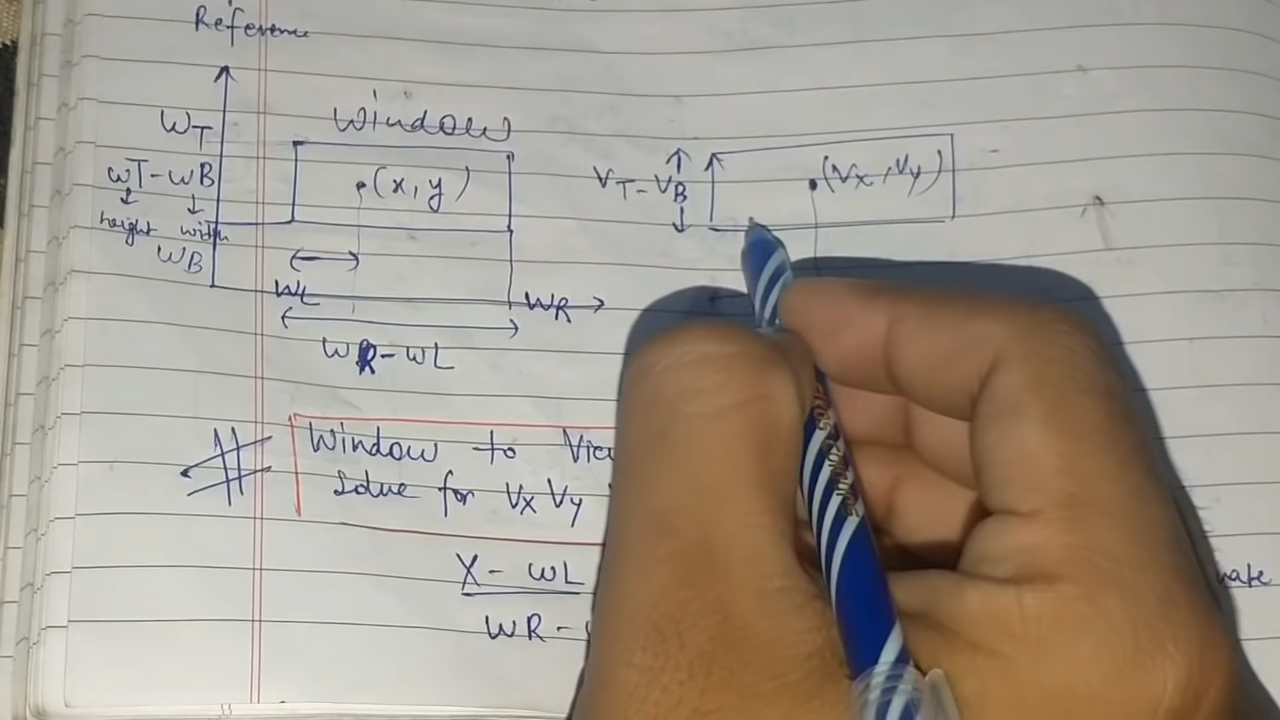 Reference
WT
Window
WT-WB
(x, y)
VT-VB
(Vx, Vy)
height width
WB
WL
WR
WR-WL
#
Window to
Solve for Vx Vy
X - WL
WR -